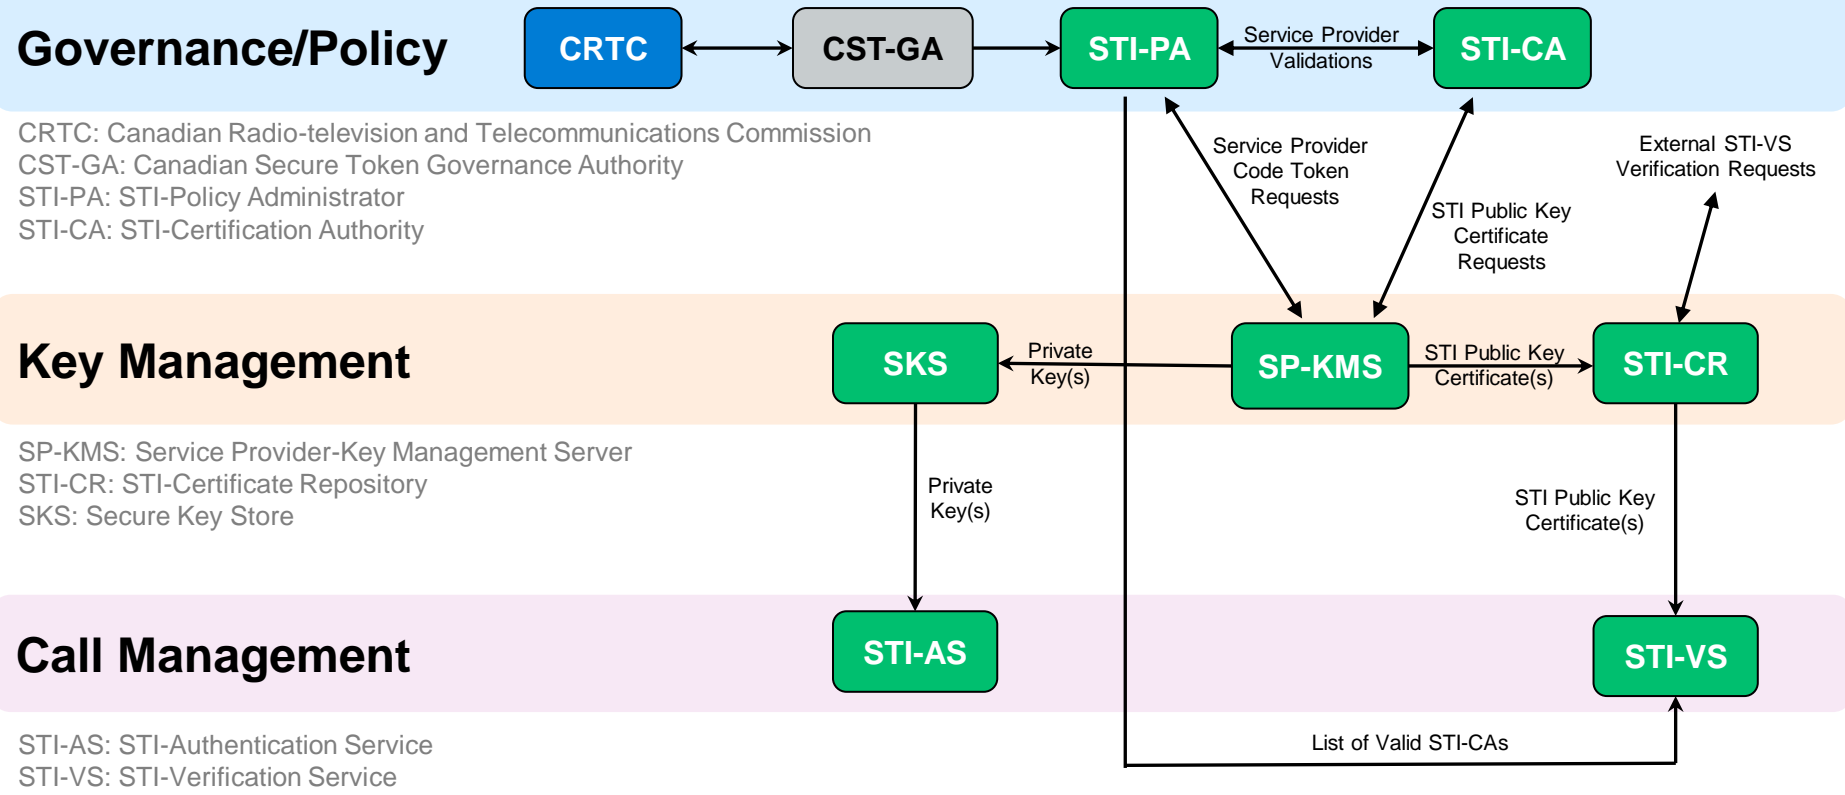 Governance/Policy
CRTC
CST-GA
STI-PA
Service Provider
Validations
STI-CA
CRTC: Canadian Radio-television and Telecommunications Commission
CST-GA: Canadian Secure Token Governance Authority
STI-PA: STI-Policy Administrator
STI-CA: STI-Certification Authority
Service Provider
Code Token
Requests
STI Public Key
Certificate
Requests
External STI-VS
Verification Requests
Key Management
SKS
Private
Key(s)
SP-KMS
STI Public Key
Certificate(s)
STI-CR
SP-KMS: Service Provider-Key Management Server
STI-CR: STI-Certificate Repository
SKS: Secure Key Store
Private
Key(s)
STI Public Key
Certificate(s)
Call Management
STI-AS
STI-VS
STI-AS: STI-Authentication Service
STI-VS: STI-Verification Service
List of Valid STI-CAs